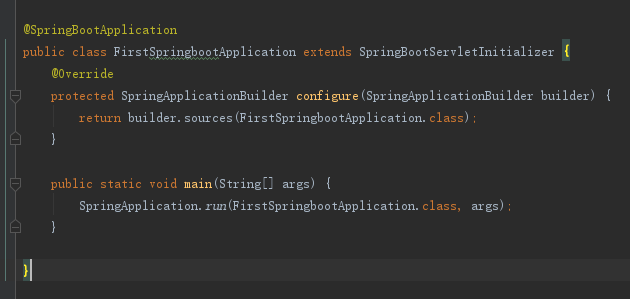 @SpringBootApplication
public class FirstSpringbootApplication extends SpringBootServletInitializer {
@Override
protected SpringApplicationBuilder configure(SpringApplicationBuilder builder) {
return builder.sources(FirstSpringbootApplication.class);
}
public static void main(String[] args) {
SpringApplication.run(FirstSpringbootApplication.class, args);
}
}